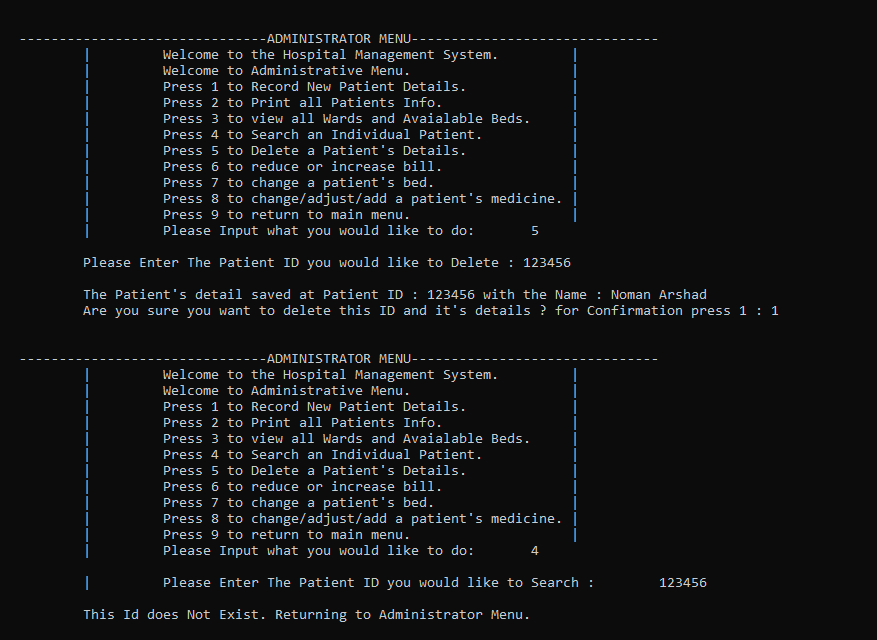 -------------------------------ADMINISTRATOR MENU-------------------------------
| Welcome to the Hospital Management System. |
| Welcome to Administrative Menu. |
| Press 1 to Record New Patient Details. |
| Press 2 to Print all Patients Info. |
| Press 3 to view all Wards and Avaialable Beds. |
| Press 4 to Search an Individual Patient. |
| Press 5 to Delete a Patient's Details. |
| Press 6 to reduce or increase bill. |
| Press 7 to change a patient's bed. |
| Press 8 to change/adjust/add a patient's medicine. |
| Press 9 to return to main menu. |
| Please Input what you would like to do: 5
Please Enter The Patient ID you would like to Delete : 123456
The Patient's detail saved at Patient ID : 123456 with the Name : Noman Arshad
Are you sure you want to delete this ID and it's details ? for Confirmation press 1 : 1
-------------------------------ADMINISTRATOR MENU-------------------------------
| Welcome to the Hospital Management System. |
| Welcome to Administrative Menu. |
| Press 1 to Record New Patient Details. |
| Press 2 to Print all Patients Info. |
| Press 3 to view all Wards and Avaialable Beds. |
| Press 4 to Search an Individual Patient. |
| Press 5 to Delete a Patient's Details. |
| Press 6 to reduce or increase bill. |
| Press 7 to change a patient's bed. |
| Press 8 to change/adjust/add a patient's medicine. |
| Press 9 to return to main menu. |
| Please Input what you would like to do: 4
| Please Enter The Patient ID you would like to Search : 123456
This Id does Not Exist. Returning to Administrator Menu.